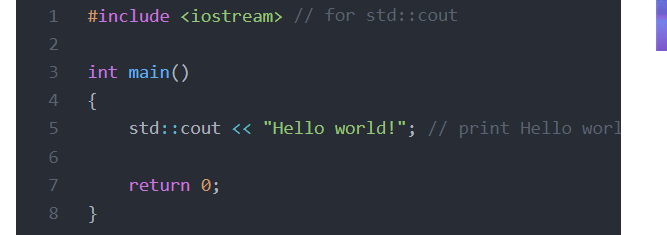 1 #include <iostream> // for std::cout
2
3 int main()
4 {
5     std::cout << "Hello world!"; // print Hello
6
7     return 0;
8 }